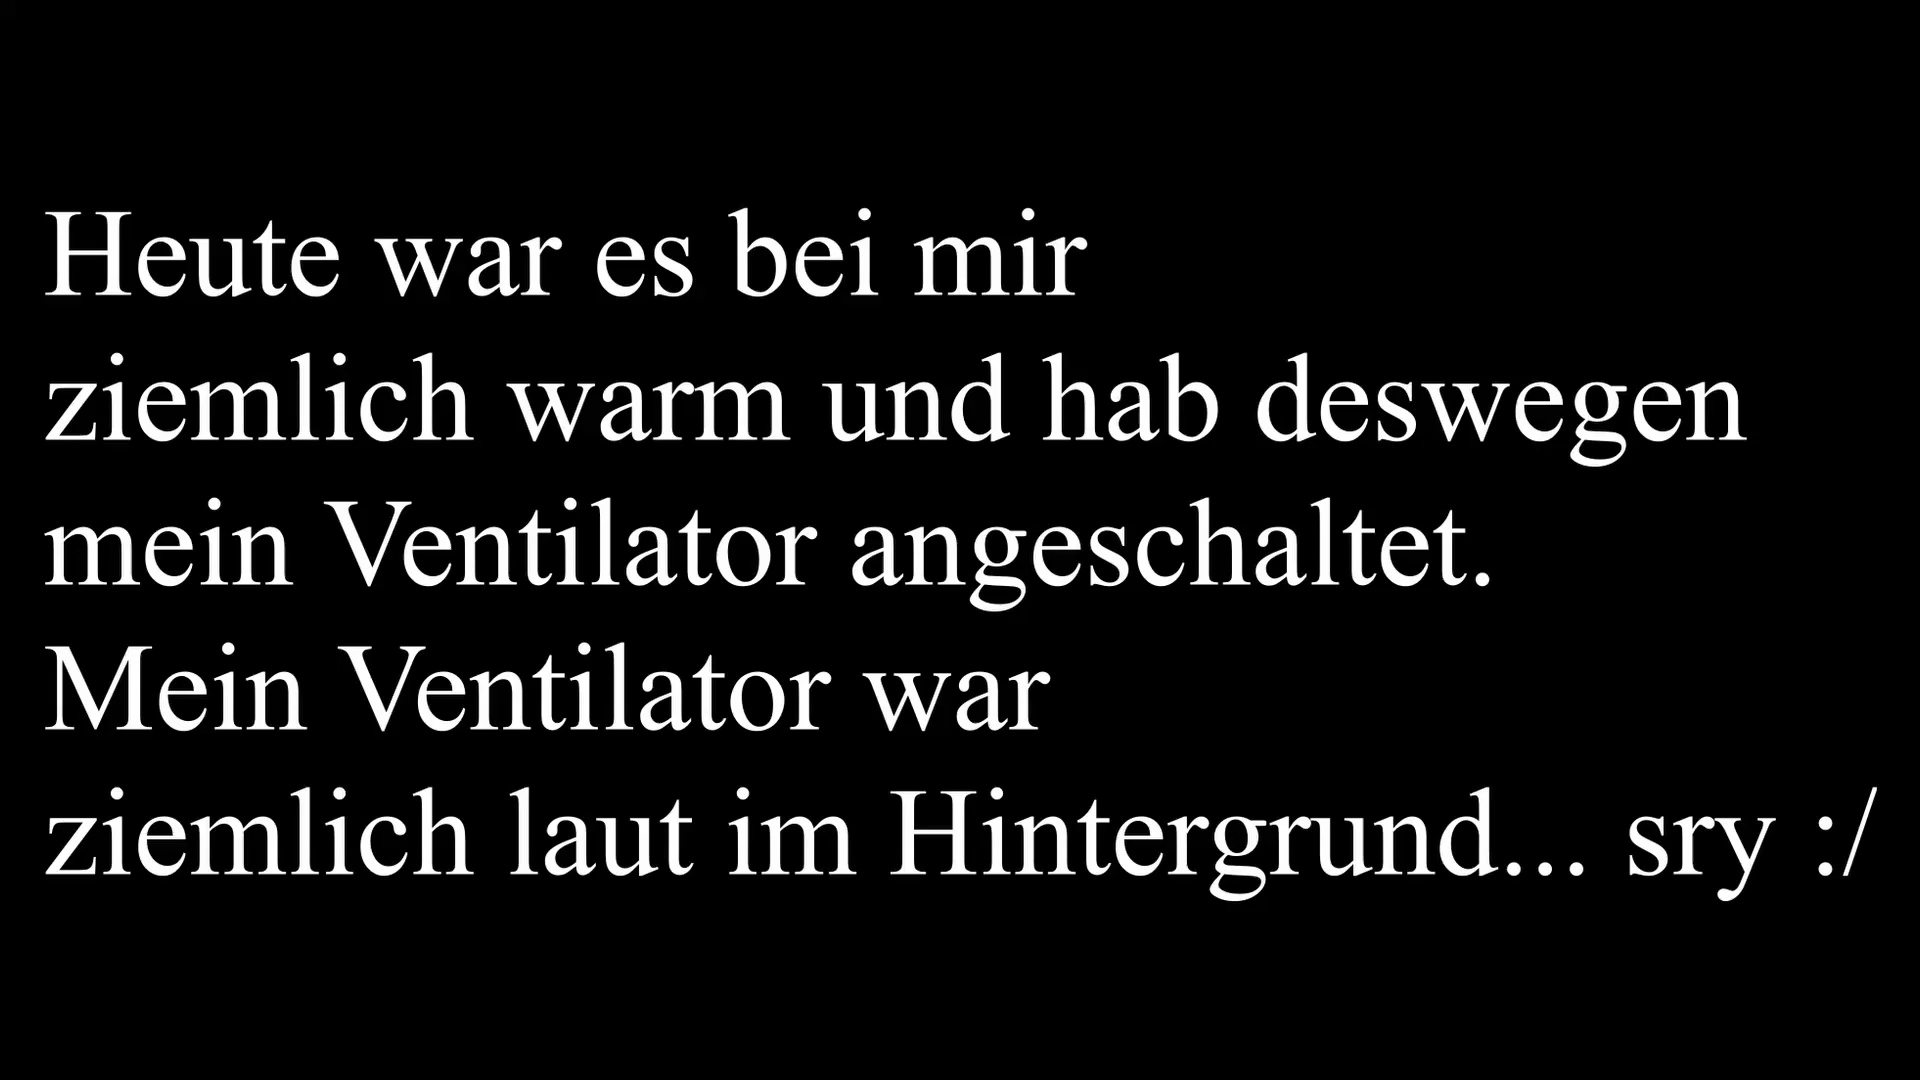 Heute war es bei mir
ziemlich warm und hab deswegen
mein Ventilator angeschaltet.
Mein Ventilator war
ziemlich laut im Hintergrund... sry :/